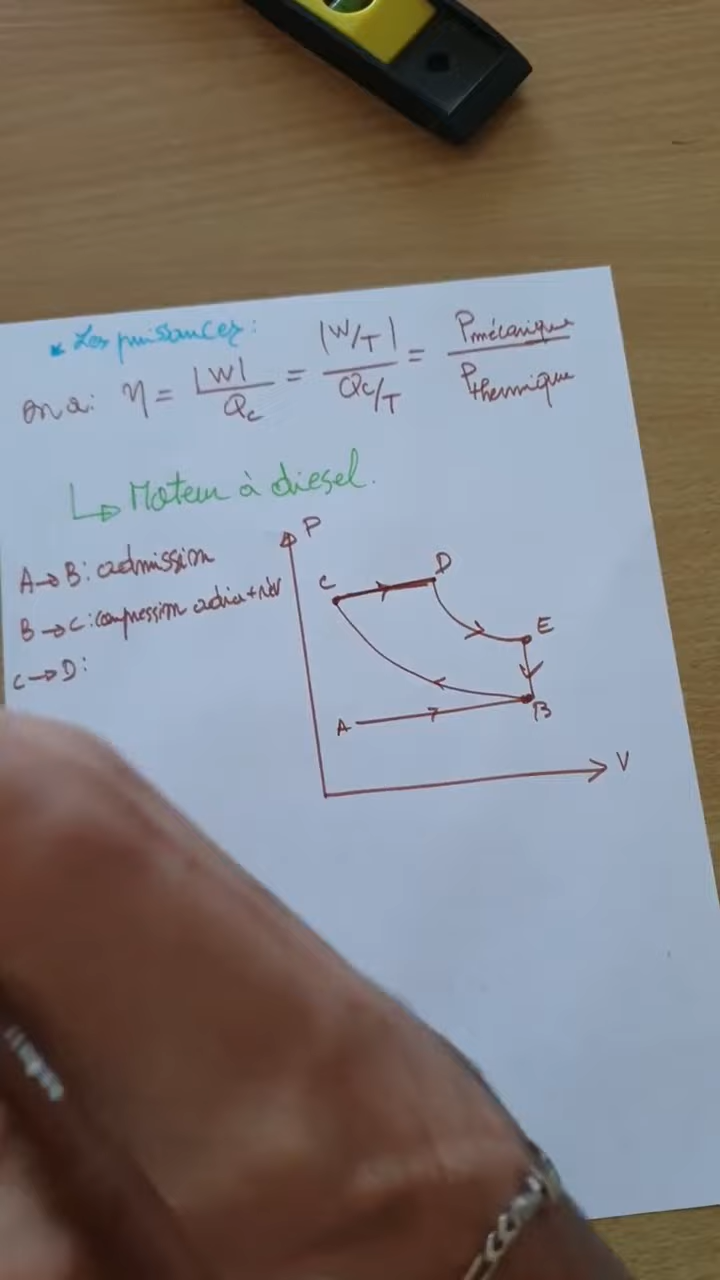 Les puissances:
on a: η = |W| / Qc = |W/T| / Qc/T = Pmécanique / Pthermique
↳ Moteur à diesel.
A→B: admission
B→C: compression adia + rév
C→D:
P
C
D
E
A
B
V